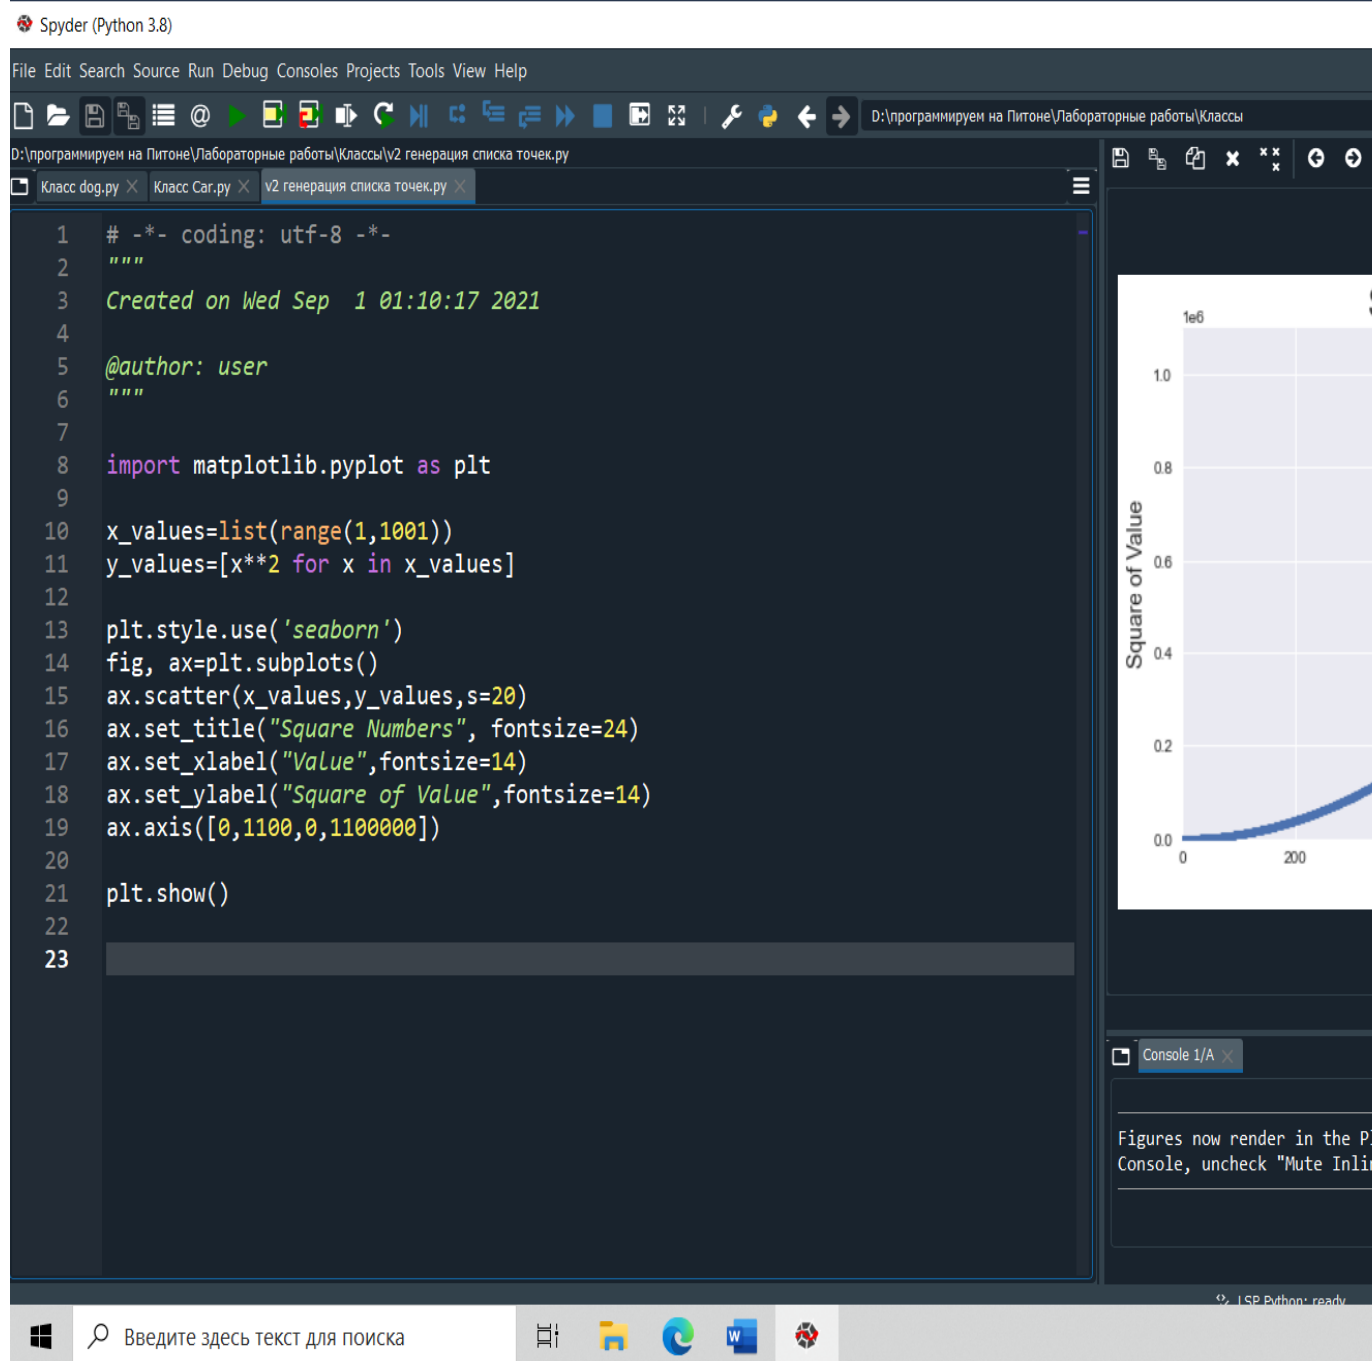 Spyder (Python 3.8)
File Edit Search Source Run Debug Consoles Projects Tools View Help
D:\программируем на Питоне\Лабораторные работы\Классы
D:\программируем на Питоне\Лабораторные работы\Классы\v2 генерация списка точек.py
Класс dog.py
Класс Car.py
v2 генерация списка точек.py
1 # -*- coding: utf-8 -*-
2 """
3 Created on Wed Sep  1 01:10:17 2021
4
5 @author: user
6 """
7
8 import matplotlib.pyplot as plt
9
10 x_values=list(range(1,1001))
11 y_values=[x**2 for x in x_values]
12
13 plt.style.use('seaborn')
14 fig, ax=plt.subplots()
15 ax.scatter(x_values,y_values,s=20)
16 ax.set_title("Square Numbers", fontsize=24)
17 ax.set_xlabel("Value",fontsize=14)
18 ax.set_ylabel("Square of Value",fontsize=14)
19 ax.axis([0,1100,0,1100000])
20
21 plt.show()
22
23
1e6
1.0
0.8
0.6
0.4
0.2
0.0
Square of Value
0 200
Console 1/A
Figures now render in the
Console, uncheck "Mute
LSP Python: ready
Введите здесь текст для поиска
W